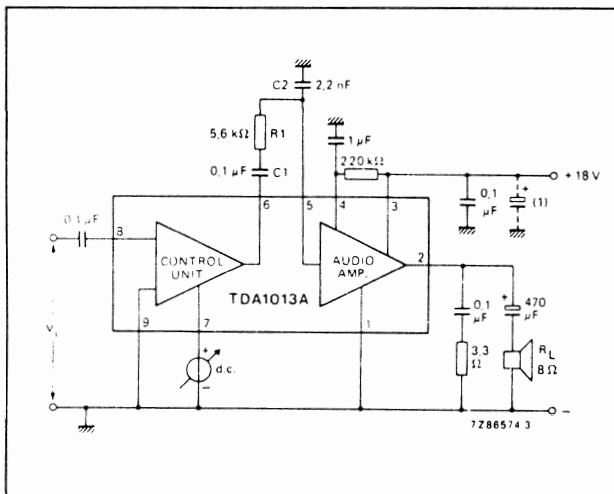 C2
2,2 nF
5,6 kΩ
R1
1 µF
0,1 µF
C1
220 kΩ
+ 18 V
0,1 µF
+
(1)
0,1 µF
6
5
4
3
8
CONTROL UNIT
AUDIO AMP.
2
TDA1013A
9
7
1
Vi
+
d.c.
−
0,1 µF
+
470 µF
3,3 Ω
RL
8 Ω
−
7Z86574 3